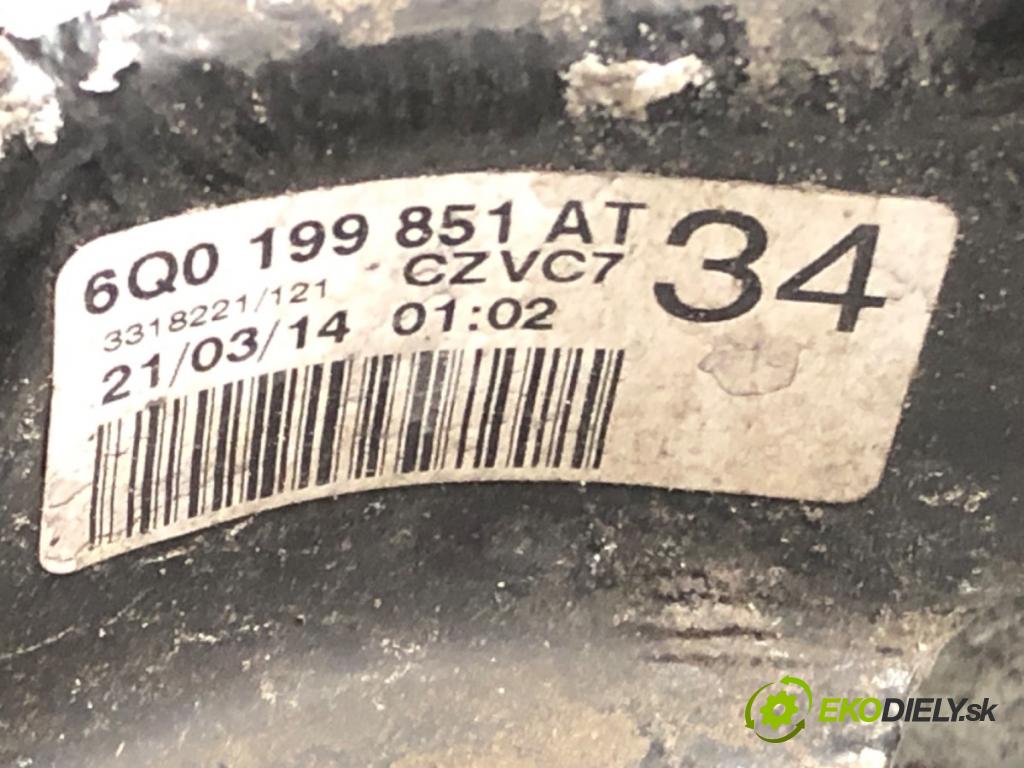 6Q0 199 851 AT
34
CZVC7
3318221/121
21/03/14 01:02
EKODIELY.sk